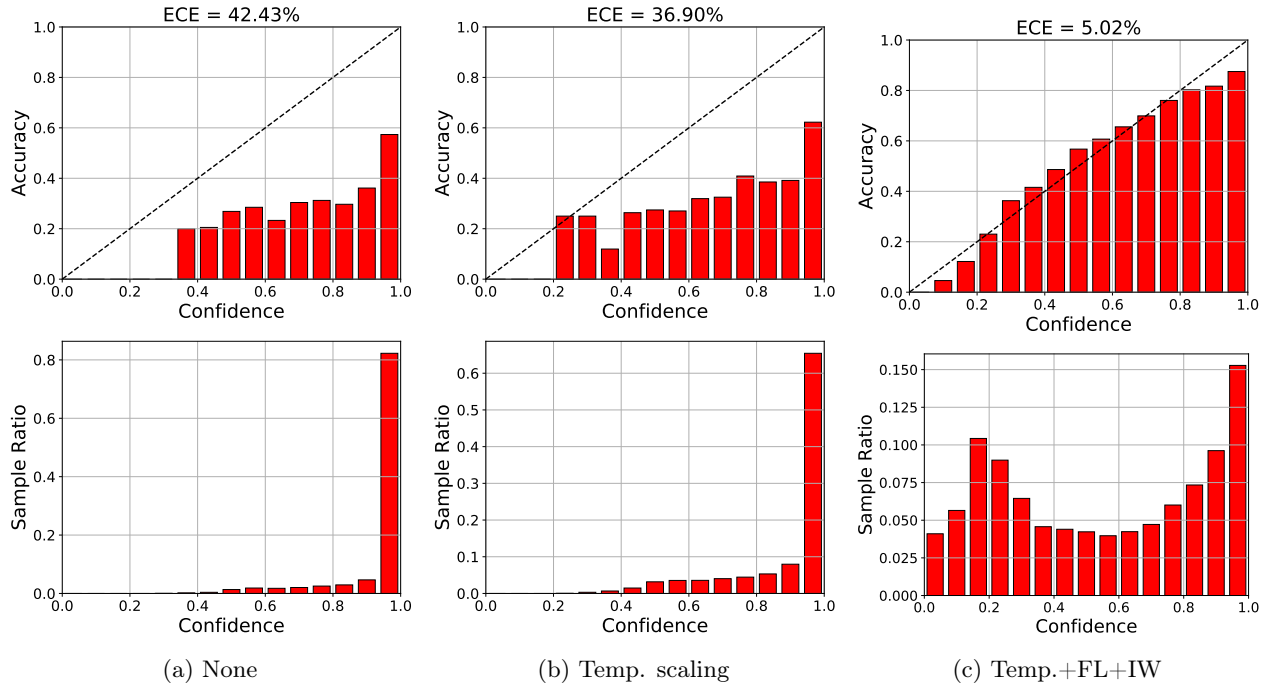 ECE = 42.43%
1.0
0.8
0.6
0.4
0.2
0.0
Accuracy
0.0 0.2 0.4 0.6 0.8 1.0
Confidence
ECE = 36.90%
1.0
0.8
0.6
0.4
0.2
0.0
Accuracy
0.0 0.2 0.4 0.6 0.8 1.0
Confidence
ECE = 5.02%
1.0
0.8
0.6
0.4
0.2
0.0
Accuracy
0.0 0.2 0.4 0.6 0.8 1.0
Confidence
0.8
0.6
0.4
0.2
0.0
Sample Ratio
0.0 0.2 0.4 0.6 0.8 1.0
Confidence
0.6
0.5
0.4
0.3
0.2
0.1
0.0
Sample Ratio
0.0 0.2 0.4 0.6 0.8 1.0
Confidence
0.150
0.125
0.100
0.075
0.050
0.025
0.000
Sample Ratio
0.0 0.2 0.4 0.6 0.8 1.0
Confidence
(a) None
(b) Temp. scaling
(c) Temp.+FL+IW